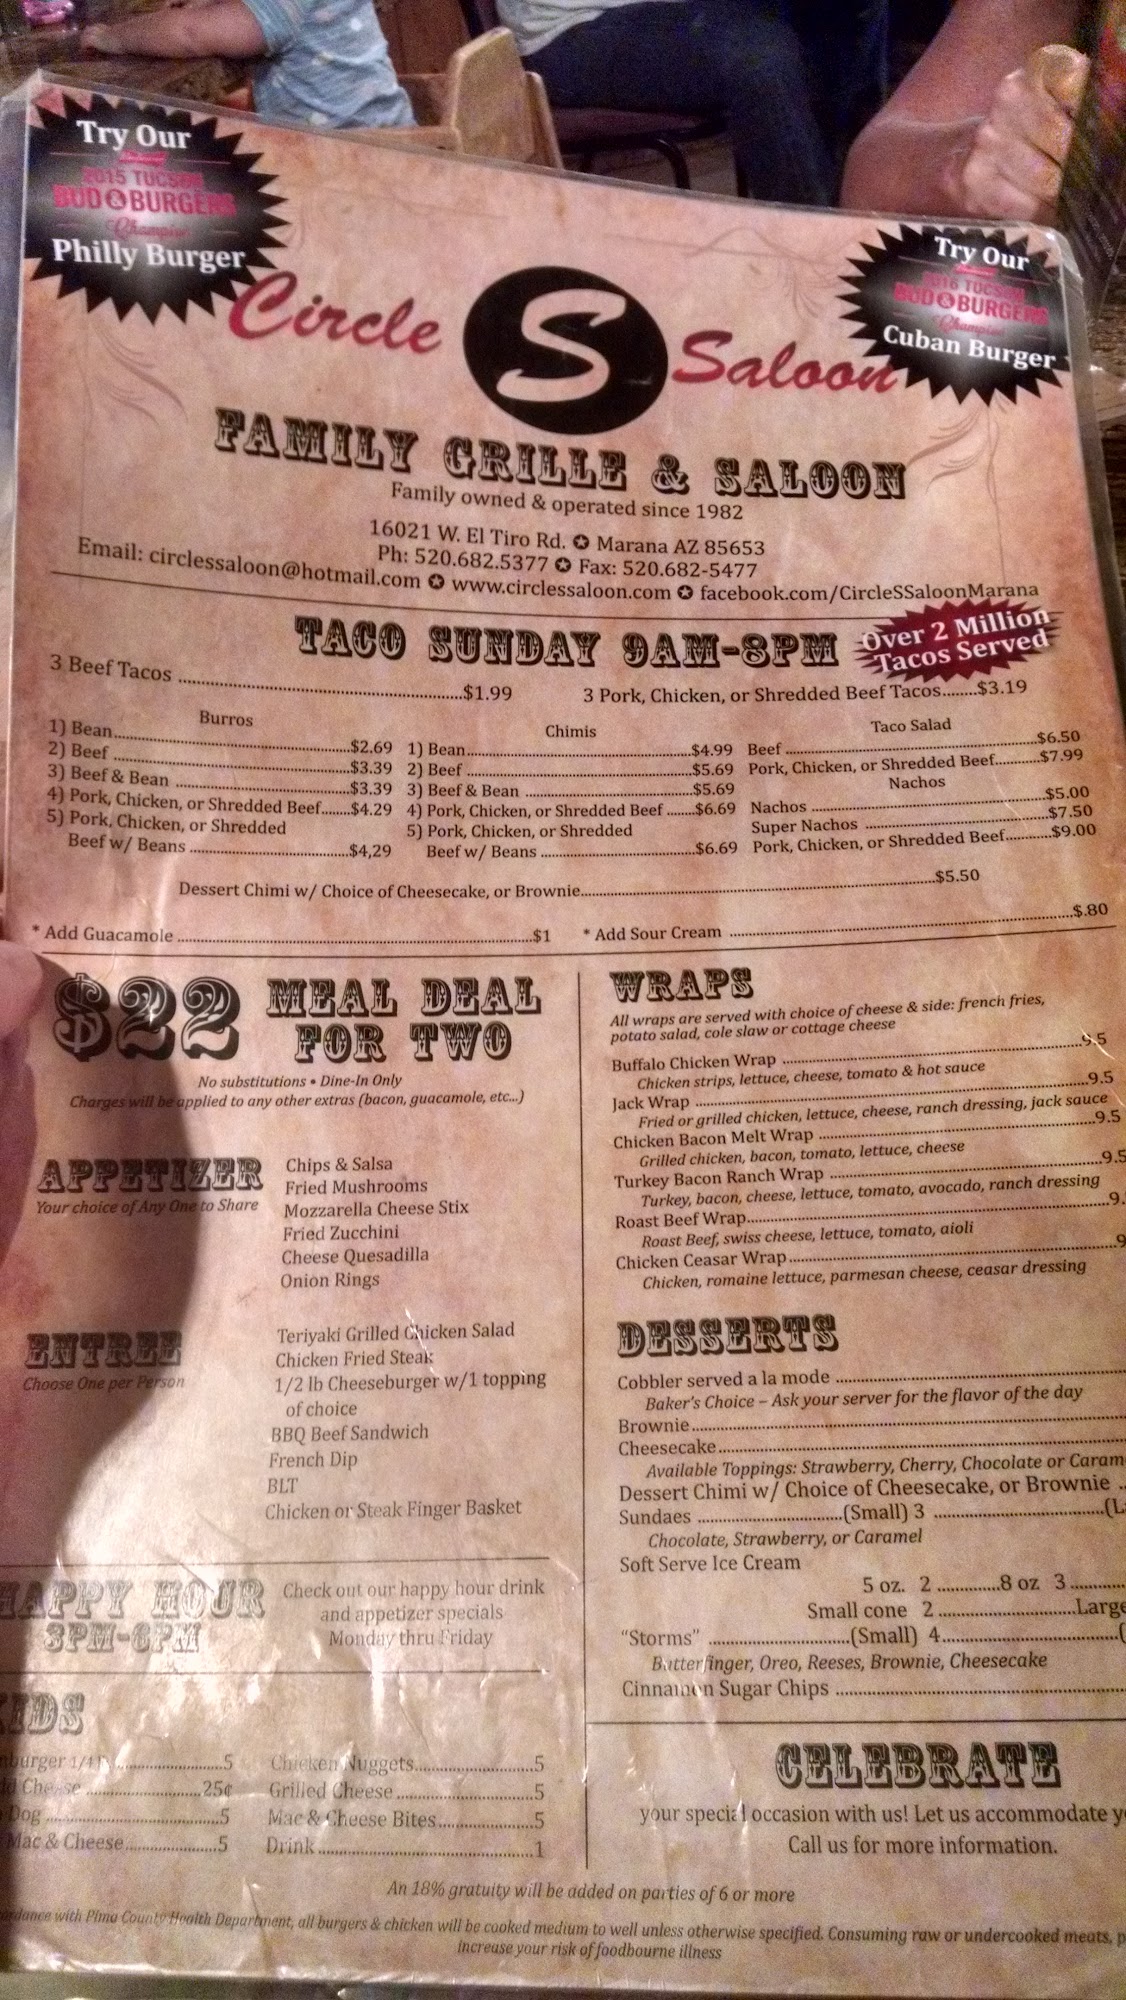 Try Our
2015 TUCSON
BUD & BURGERS
Champion
Philly Burger
Try Our
2016 TUCSON
BUD & BURGERS
Champion
Cuban Burger
Circle S Saloon
FAMILY GRILLE & SALOON
Family owned & operated since 1982
16021 W. El Tiro Rd. ✪ Marana AZ 85653
Ph: 520.682.5377 ✪ Fax: 520.682-5477
Email: circlessaloon@hotmail.com ✪ www.circlessaloon.com ✪ facebook.com/CircleSSaloonMarana
TACO SUNDAY 9AM-8PM
Over 2 Million
Tacos Served
3 Beef Tacos ..........$1.99
3 Pork, Chicken, or Shredded Beef Tacos........$3.19
Burros
1) Bean..........$2.69
2) Beef ..........$3.39
3) Beef & Bean ..........$3.39
4) Pork, Chicken, or Shredded Beef.......$4.29
5) Pork, Chicken, or Shredded
Beef w/ Beans ..........$4,29
Chimis
1) Bean..........$4.99
2) Beef ..........$5.69
3) Beef & Bean ..........$5.69
4) Pork, Chicken, or Shredded Beef ........$6.69
5) Pork, Chicken, or Shredded
Beef w/ Beans ..........$6.69
Taco Salad
Beef ..........$6.50
Pork, Chicken, or Shredded Beef..........$7.99
Nachos
Nachos ..........$5.00
Super Nachos ..........$7.50
Pork, Chicken, or Shredded Beef..........$9.00
Dessert Chimi w/ Choice of Cheesecake, or Brownie..........$5.50
* Add Guacamole ..........$1
* Add Sour Cream ..........$.80
$22 MEAL DEAL
FOR TWO
No substitutions • Dine-In Only
Charges will be applied to any other extras (bacon, guacamole, etc...)
APPETIZER
Your choice of Any One to Share
Chips & Salsa
Fried Mushrooms
Mozzarella Cheese Stix
Fried Zucchini
Cheese Quesadilla
Onion Rings
ENTREE
Choose One per Person
Teriyaki Grilled Chicken Salad
Chicken Fried Steak
1/2 lb Cheeseburger w/1 topping
of choice
BBQ Beef Sandwich
French Dip
BLT
Chicken or Steak Finger Basket
HAPPY HOUR
3PM-6PM
Check out our happy hour drink
and appetizer specials
Monday thru Friday
KIDS
burger 1/4 ..........5
Cheese ..........25¢
Dog ..........5
Mac & Cheese..........5
Chicken Nuggets..........5
Grilled Cheese..........5
Mac & Cheese Bites..........5
Drink..........1
WRAPS
All wraps are served with choice of cheese & side: french fries,
potato salad, cole slaw or cottage cheese
Buffalo Chicken Wrap ..........9.5
Chicken strips, lettuce, cheese, tomato & hot sauce
Jack Wrap ..........9.5
Fried or grilled chicken, lettuce, cheese, ranch dressing, jack sauce
Chicken Bacon Melt Wrap ..........9.5
Grilled chicken, bacon, tomato, lettuce, cheese
Turkey Bacon Ranch Wrap ..........9.5
Turkey, bacon, cheese, lettuce, tomato, avocado, ranch dressing
Roast Beef Wrap..........9.
Roast Beef, swiss cheese, lettuce, tomato, aioli
Chicken Ceasar Wrap..........9
Chicken, romaine lettuce, parmesan cheese, ceasar dressing
DESSERTS
Cobbler served a la mode ..........
Baker's Choice – Ask your server for the flavor of the day
Brownie..........
Cheesecake..........
Available Toppings: Strawberry, Cherry, Chocolate or Caram
Dessert Chimi w/ Choice of Cheesecake, or Brownie ..
Sundaes ..........(Small) 3 ..........(L
Chocolate, Strawberry, or Caramel
Soft Serve Ice Cream
5 oz. 2 ..........8 oz 3..........
Small cone 2 ..........Large
"Storms" ..........(Small) 4..........(
Butterfinger, Oreo, Reeses, Brownie, Cheesecake
Cinnamon Sugar Chips ..........
CELEBRATE
your special occasion with us! Let us accommodate y
Call us for more information.
An 18% gratuity will be added on parties of 6 or more
with Pima County Health Department, all burgers & chicken will be cooked medium to well unless otherwise specified. Consuming raw or undercooked meats, p
increase your risk of foodbourne illness